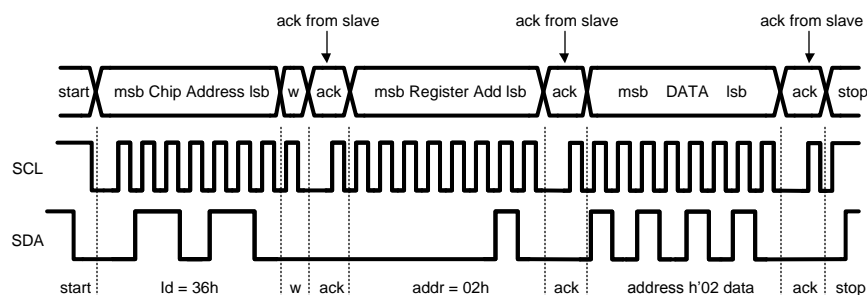 ack from slave ack from slave ack from slave
start msb Chip Address lsb w ack msb Register Add lsb ack msb DATA lsb ack stop
SCL
SDA
start Id = 36h w ack addr = 02h ack address h'02 data ack stop